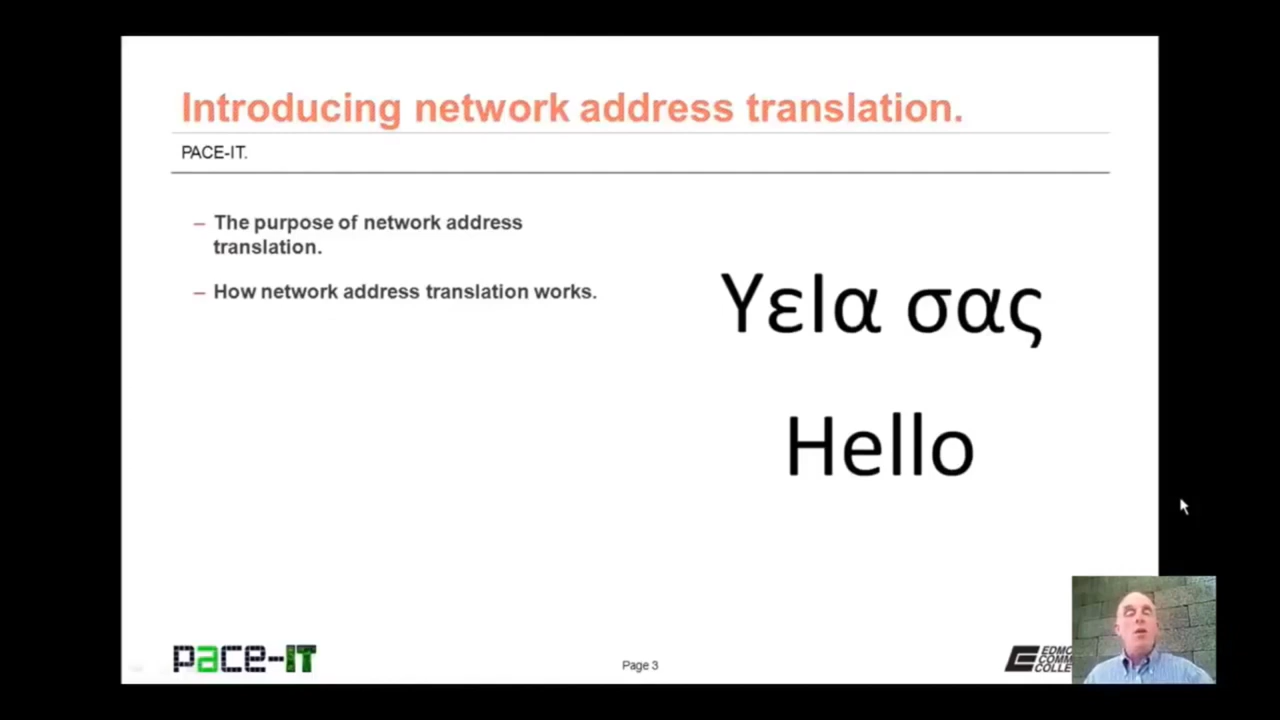 Introducing network address translation.
PACE-IT.
– The purpose of network address
translation.
– How network address translation works.
Υεlα σας
Hello
pace-IT
Page 3
COLLE